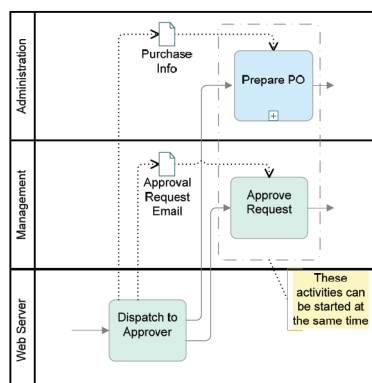 Administration
Purchase
Info
Prepare PO
Management
Approval
Request
Email
Approve
Request
Web Server
Dispatch to
Approver
These
activities can
be started at
the same time